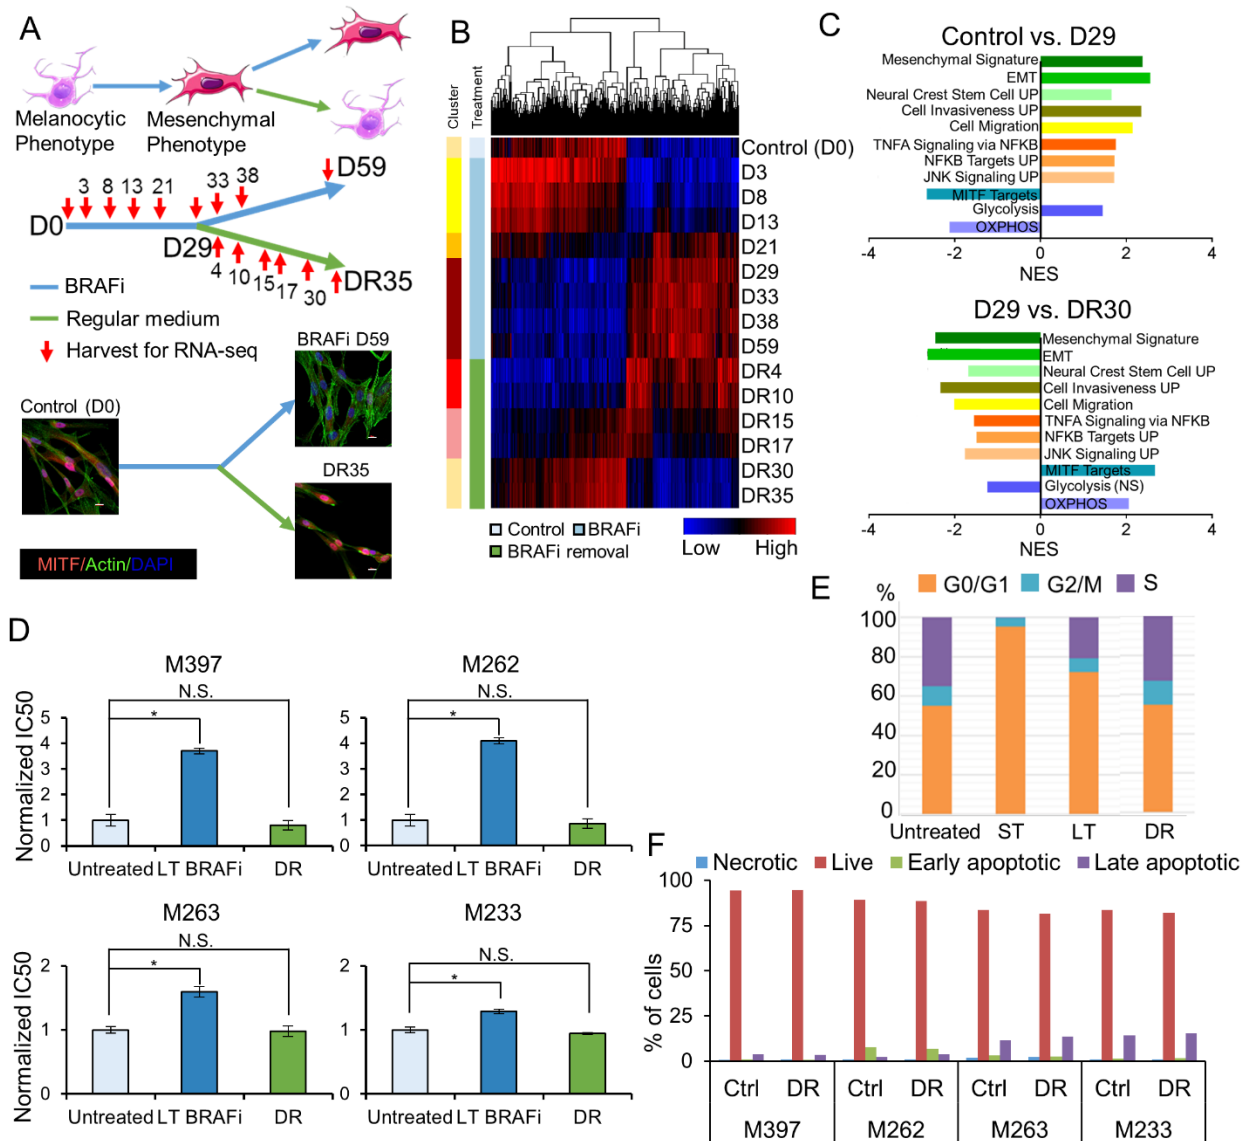 A
Melanocytic
Phenotype
Mesenchymal
Phenotype
3 8 13 21 33 38
D59
D0
D29
4 10 15 17 30
DR35
BRAFi
Regular medium
Harvest for RNA-seq
BRAFi D59
Control (D0)
DR35
MITF/Actin/DAPI
B
Cluster
Treatment
Control (D0)
D3
D8
D13
D21
D29
D33
D38
D59
DR4
DR10
DR15
DR17
DR30
DR35
Control BRAFi
BRAFi removal
Low High
C
Control vs. D29
Mesenchymal Signature
EMT
Neural Crest Stem Cell UP
Cell Invasiveness UP
Cell Migration
TNFA Signaling via NFKB
NFKB Targets UP
JNK Signaling UP
MITF Targets
Glycolysis
OXPHOS
-4 -2 0 2 4
NES
D29 vs. DR30
Mesenchymal Signature
EMT
Neural Crest Stem Cell UP
Cell Invasiveness UP
Cell Migration
TNFA Signaling via NFKB
NFKB Targets UP
JNK Signaling UP
MITF Targets
Glycolysis (NS)
OXPHOS
-4 -2 0 2 4
NES
D
M397
N.S.
*
Normalized IC50
5
4
3
2
1
0
Untreated LT BRAFi DR
M262
N.S.
*
5
4
3
2
1
0
Untreated LT BRAFi DR
M263
N.S.
*
Normalized IC50
2
1
0
Untreated LT BRAFi DR
M233
N.S.
*
2
1
0
Untreated LT BRAFi DR
E
% G0/G1 G2/M S
100
80
60
40
20
0
Untreated ST LT DR
F
Necrotic Live Early apoptotic Late apoptotic
% of cells
100
75
50
25
0
Ctrl DR Ctrl DR Ctrl DR Ctrl DR
M397 M262 M263 M233